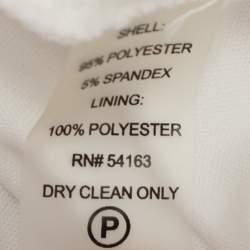 SHELL:
95% POLYESTER
5% SPANDEX
LINING:
100% POLYESTER
RN# 54163
DRY CLEAN ONLY
P